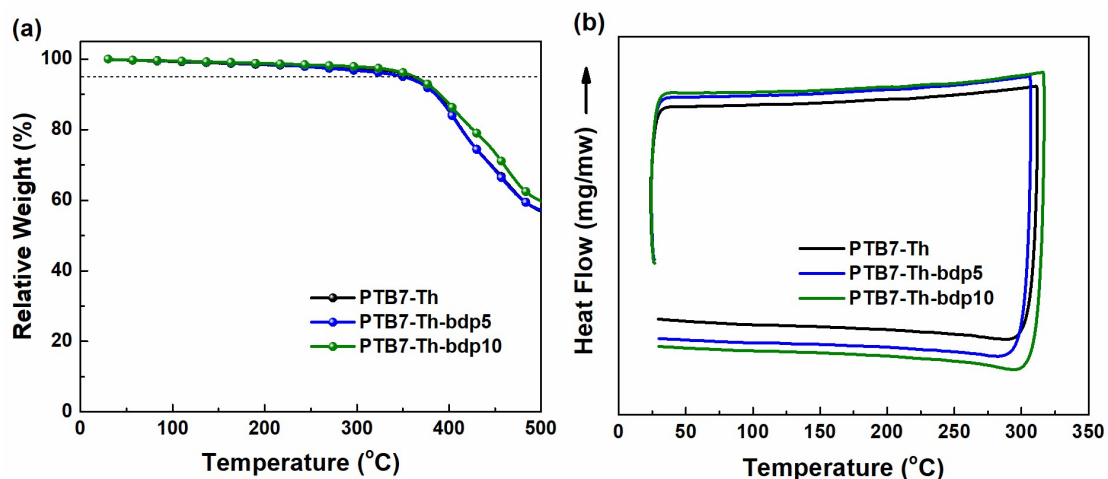 (a)
100
80
60
40
20
0
Relative Weight (%)
PTB7-Th
PTB7-Th-bdp5
PTB7-Th-bdp10
0 100 200 300 400 500
Temperature (°C)
(b)
Heat Flow (mg/mw)
PTB7-Th
PTB7-Th-bdp5
PTB7-Th-bdp10
0 50 100 150 200 250 300 350
Temperature (°C)